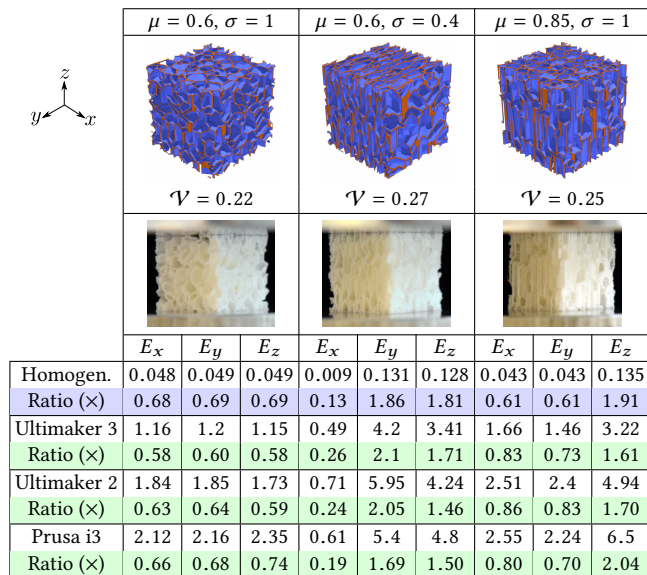 μ = 0.6, σ = 1 μ = 0.6, σ = 0.4 μ = 0.85, σ = 1
z
y x
𝒱 = 0.22 𝒱 = 0.27 𝒱 = 0.25
E_x E_y E_z E_x E_y E_z E_x E_y E_z
Homogen. 0.048 0.049 0.049 0.009 0.131 0.128 0.043 0.043 0.135
Ratio (×) 0.68 0.69 0.69 0.13 1.86 1.81 0.61 0.61 1.91
Ultimaker 3 1.16 1.2 1.15 0.49 4.2 3.41 1.66 1.46 3.22
Ratio (×) 0.58 0.60 0.58 0.26 2.1 1.71 0.83 0.73 1.61
Ultimaker 2 1.84 1.85 1.73 0.71 5.95 4.24 2.51 2.4 4.94
Ratio (×) 0.63 0.64 0.59 0.24 2.05 1.46 0.86 0.83 1.70
Prusa i3 2.12 2.16 2.35 0.61 5.4 4.8 2.55 2.24 6.5
Ratio (×) 0.66 0.68 0.74 0.19 1.69 1.50 0.80 0.70 2.04